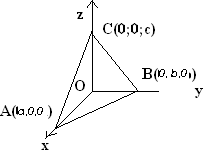 z
C(0;0;c)
O
B(0, b,0)
y
A(a,0,0 )
x